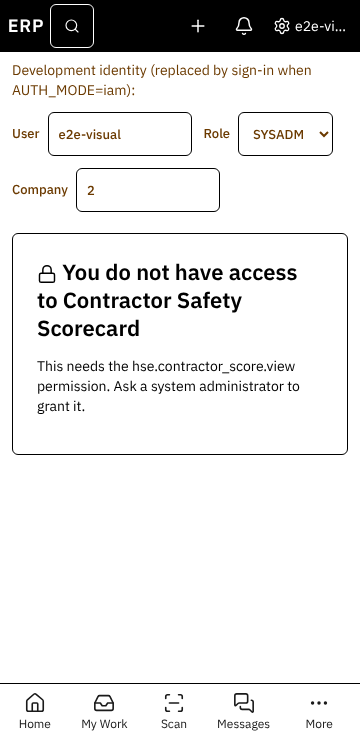 ERP
e2e-vi...
Development identity (replaced by sign-in when
AUTH_MODE=iam):
User e2e-visual Role SYSADM
Company 2
You do not have access
to Contractor Safety
Scorecard
This needs the hse.contractor_score.view
permission. Ask a system administrator to
grant it.
Home My Work Scan Messages More